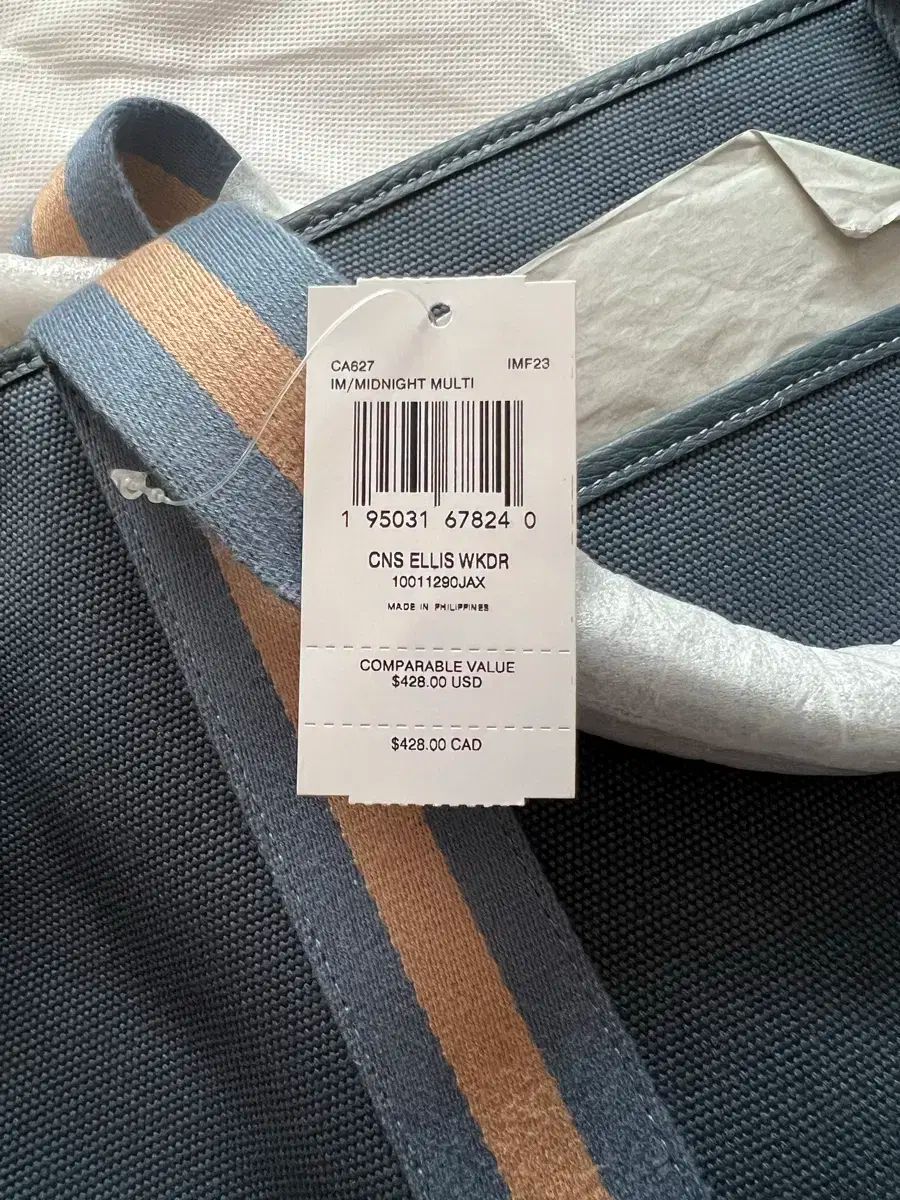 CA627 IMF23
IM/MIDNIGHT MULTI
1 95031 67824 0
CNS ELLIS WKDR
10011290JAX
MADE IN PHILIPPINES
COMPARABLE VALUE
$428.00 USD
$428.00 CAD